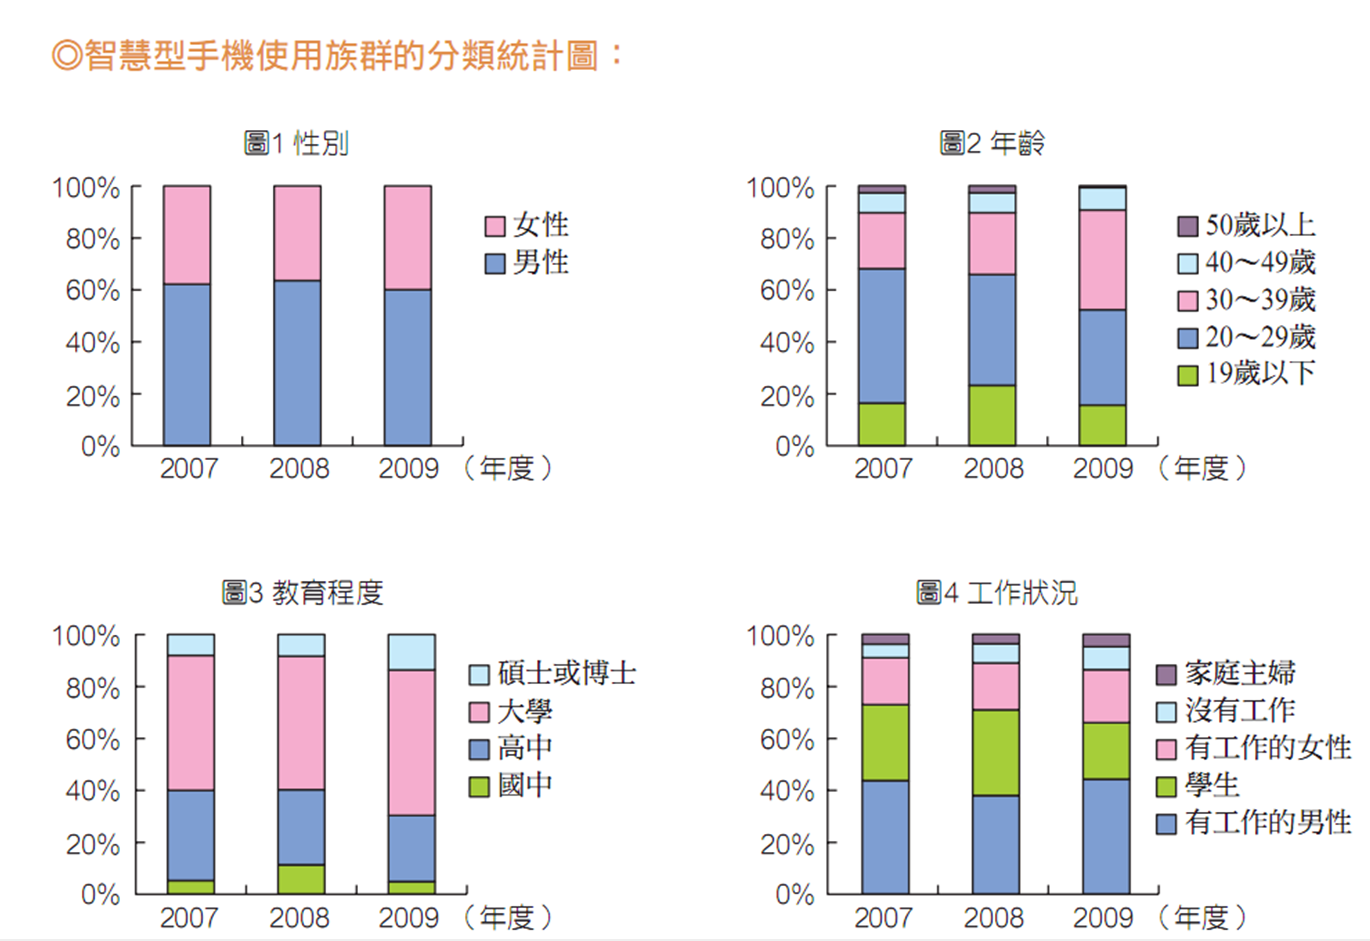 ◎智慧型手機使用族群的分類統計圖：
圖1 性別
100%
80%
60%
40%
20%
0%
2007 2008 2009 （年度）
女性
男性
圖2 年齡
100%
80%
60%
40%
20%
0%
2007 2008 2009 （年度）
50歲以上
40～49歲
30～39歲
20～29歲
19歲以下
圖3 教育程度
100%
80%
60%
40%
20%
0%
2007 2008 2009 （年度）
碩士或博士
大學
高中
國中
圖4 工作狀況
100%
80%
60%
40%
20%
0%
2007 2008 2009 （年度）
家庭主婦
沒有工作
有工作的女性
學生
有工作的男性